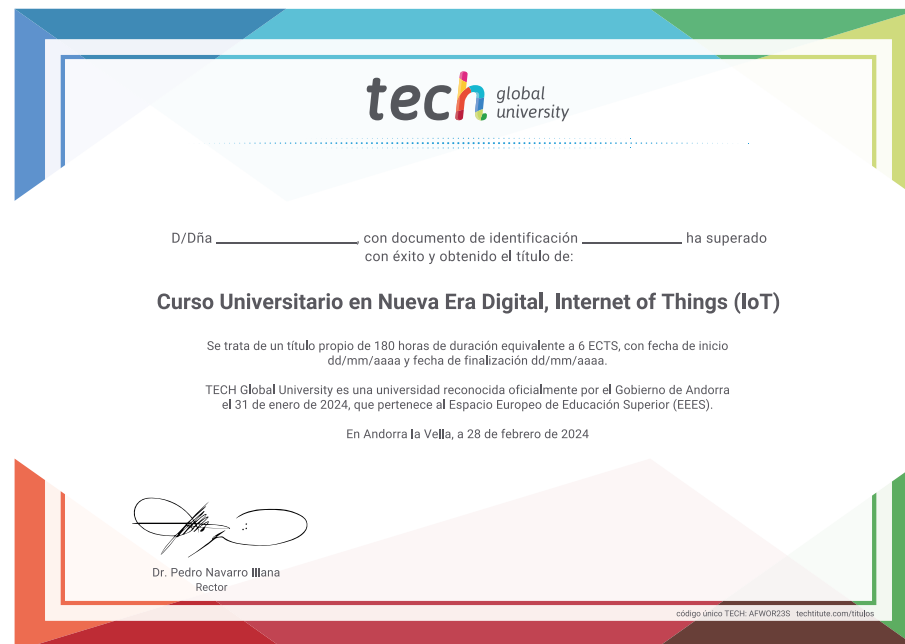 tech global university
D/Dña ____________________, con documento de identificación ______________ ha superado
con éxito y obtenido el título de:
Curso Universitario en Nueva Era Digital, Internet of Things (IoT)
Se trata de un título propio de 180 horas de duración equivalente a 6 ECTS, con fecha de inicio
dd/mm/aaaa y fecha de finalización dd/mm/aaaa.
TECH Global University es una universidad reconocida oficialmente por el Gobierno de Andorra
el 31 de enero de 2024, que pertenece al Espacio Europeo de Educación Superior (EEES).
En Andorra la Vella, a 28 de febrero de 2024
Dr. Pedro Navarro Illana
Rector
código único TECH: AFWOR23S techtitute.com/titulos